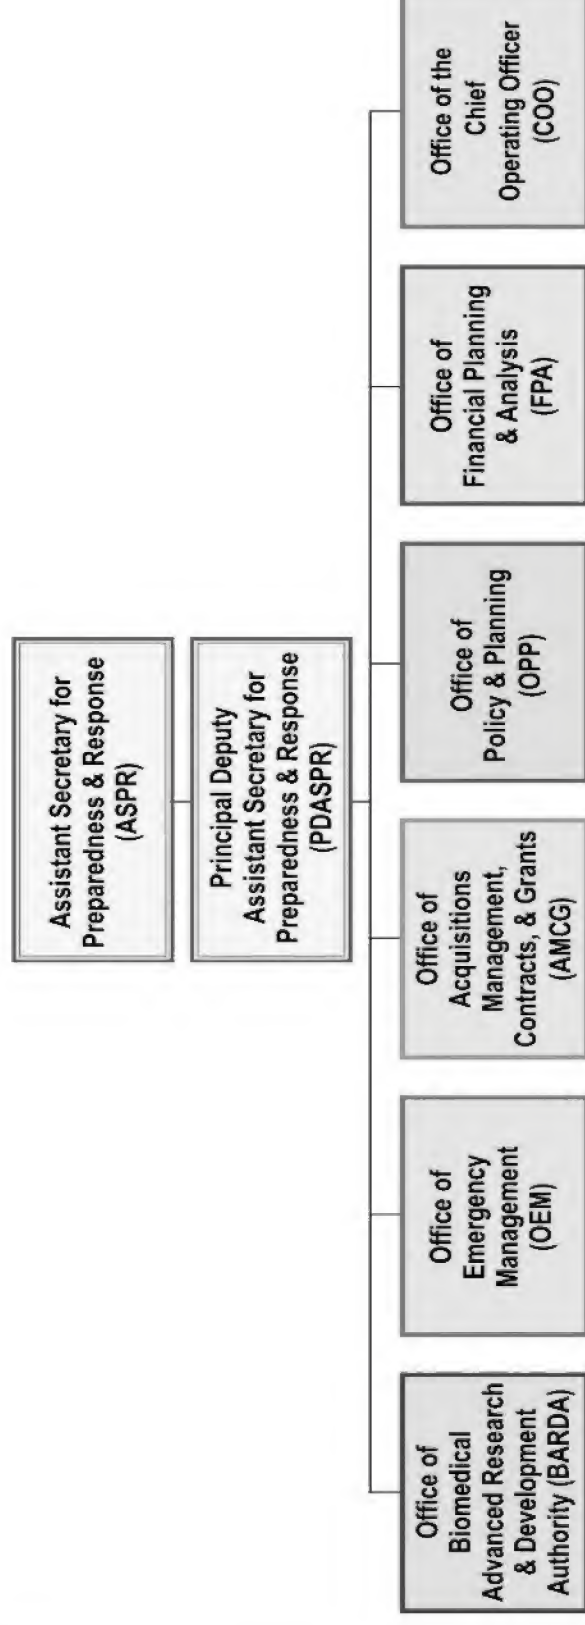 Assistant Secretary for
Preparedness & Response
(ASPR)
Principal Deputy
Assistant Secretary for
Preparedness & Response
(PDASPR)
Office of
Biomedical
Advanced Research
& Development
Authority (BARDA)
Office of
Emergency
Management
(OEM)
Office of
Acquisitions
Management,
Contracts, & Grants
(AMCG)
Office of
Policy & Planning
(OPP)
Office of
Financial Planning
& Analysis
(FPA)
Office of the
Chief
Operating Officer
(COO)